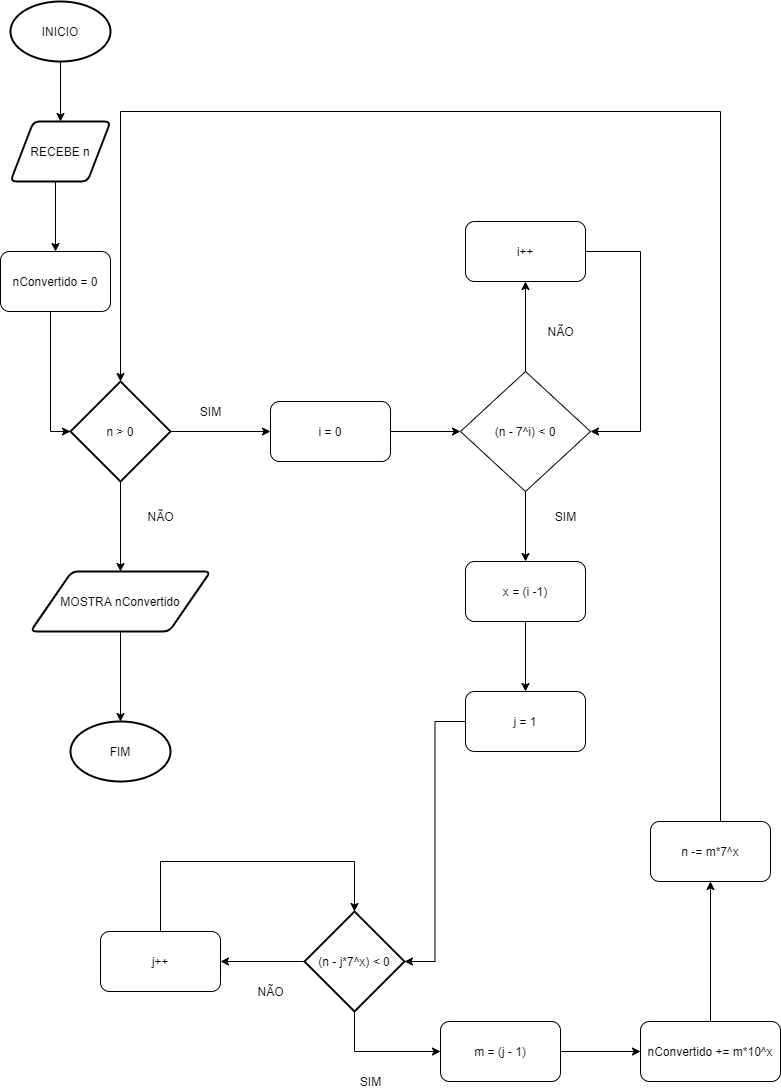 INICIO
RECEBE n
nConvertido = 0
n > 0
SIM
i = 0
(n - 7^i) < 0
NÃO
i++
NÃO
MOSTRA nConvertido
FIM
SIM
x = (i -1)
j = 1
(n - j*7^x) < 0
NÃO
j++
SIM
m = (j - 1)
nConvertido += m*10^x
n -= m*7^x